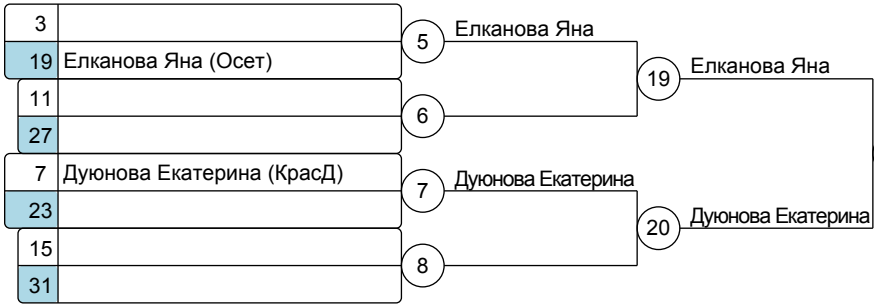 3
5 Елканова Яна
19 Елканова Яна (Осет)
19 Елканова Яна
11
6
27
7 Дуюнова Екатерина (КрасД)
7 Дуюнова Екатерина
23
20 Дуюнова Екатерина
15
8
31